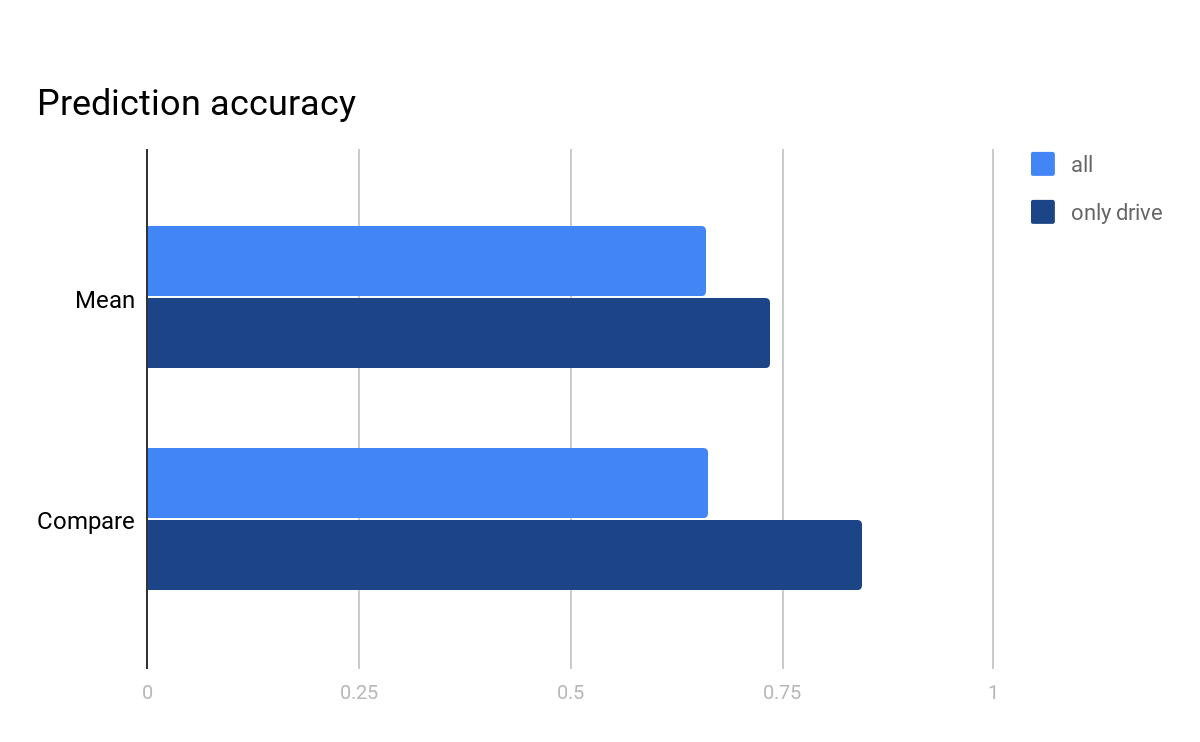 Prediction accuracy
all
only drive
Mean
Compare
0 0.25 0.5 0.75 1